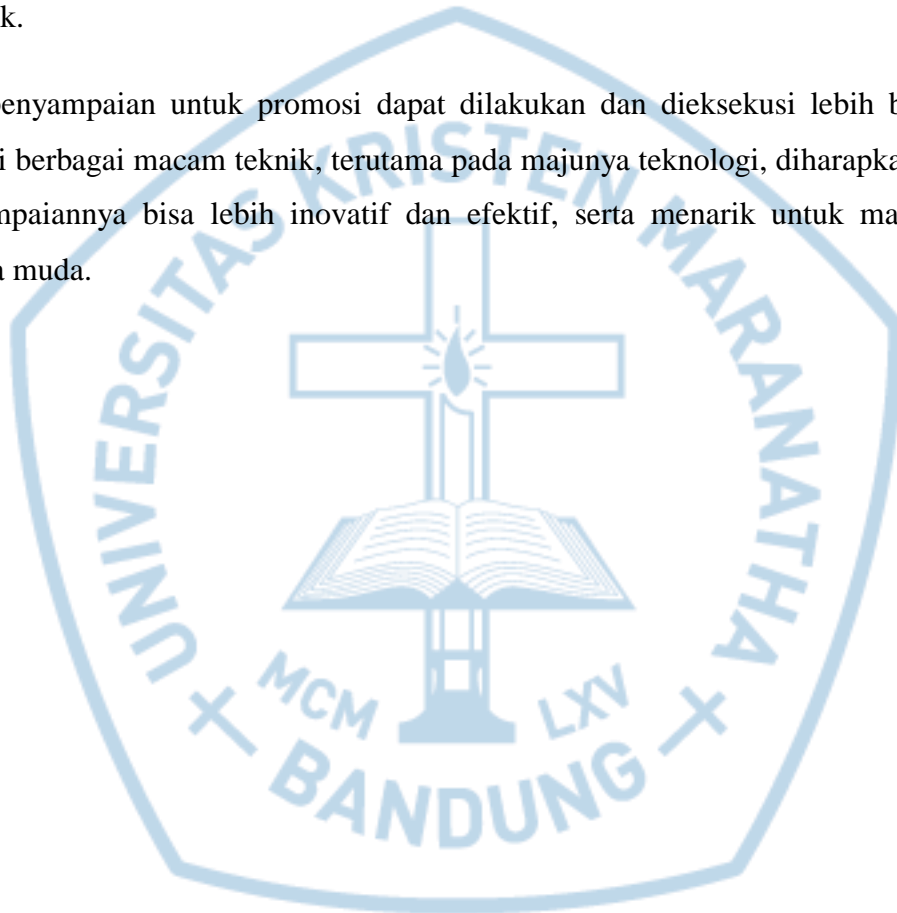 k.
penyampaian untuk promosi dapat dilakukan dan dieksekusi lebih b
i berbagai macam teknik, terutama pada majunya teknologi, diharapka
mpaiannya bisa lebih inovatif dan efektif, serta menarik untuk ma
a muda.
UNIVERSITAS KRISTEN MARANATHA
MCM LXV
BANDUNG